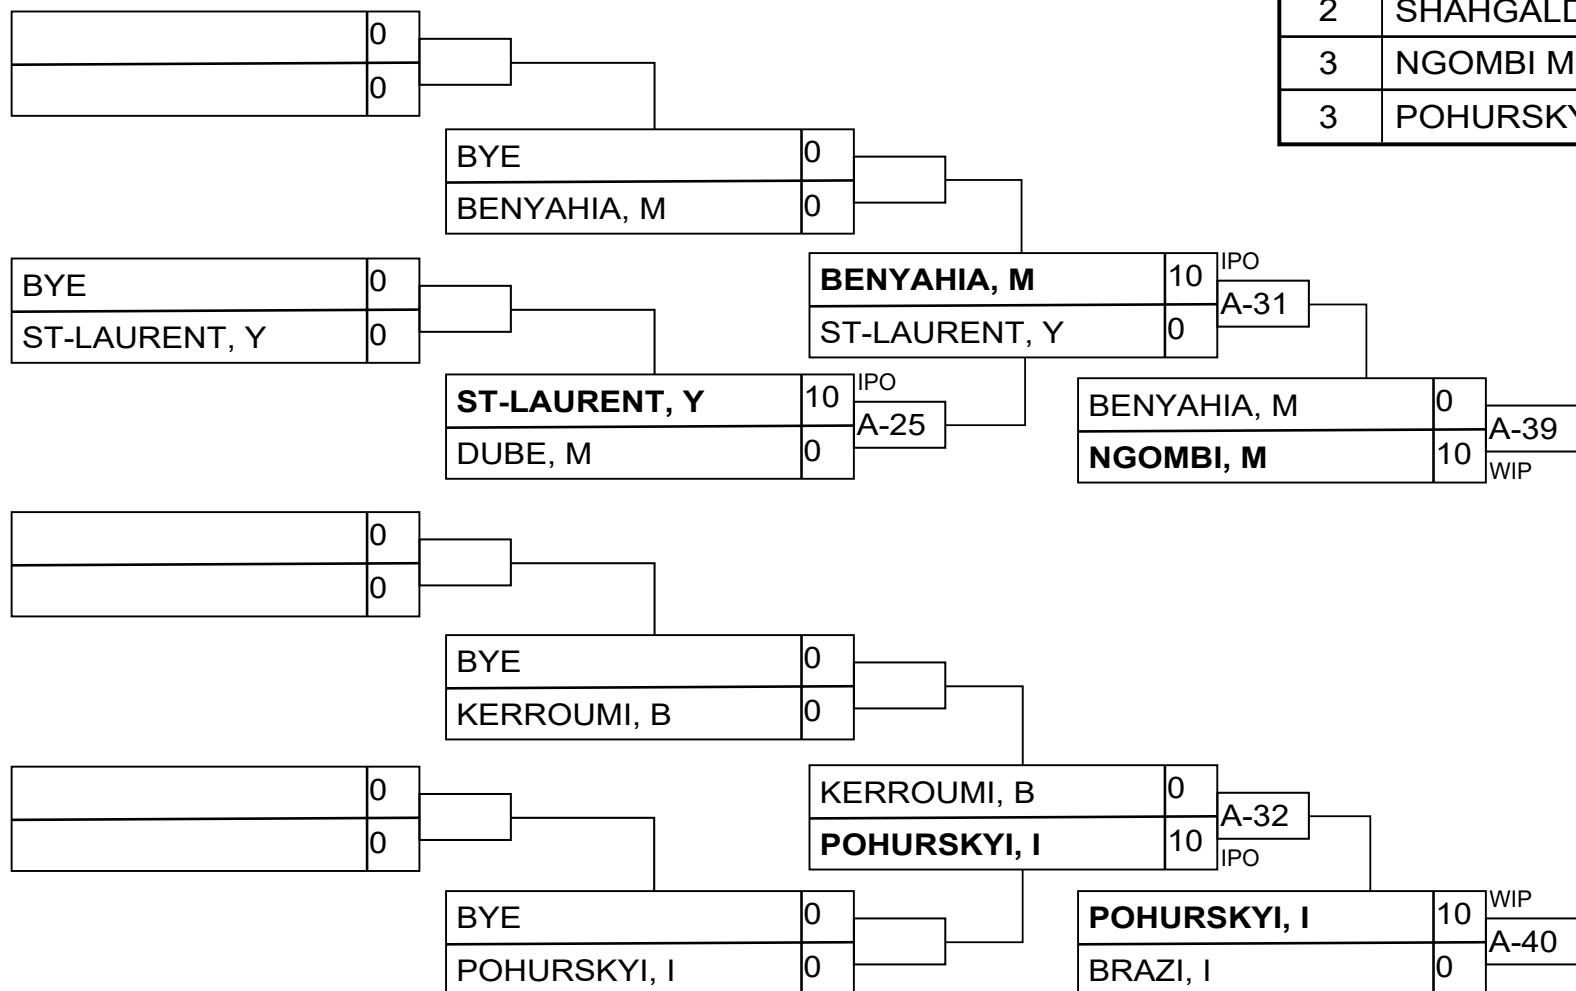 2 SHAHGALD
3 NGOMBI M
3 POHURSKY
0
0
BYE 0
BENYAHIA, M 0
BYE 0
ST-LAURENT, Y 0
BENYAHIA, M 10 IPO
A-31
ST-LAURENT, Y 0
ST-LAURENT, Y 10 IPO
A-25
DUBE, M 0
BENYAHIA, M 0
A-39
NGOMBI, M 10 WIP
0
0
BYE 0
KERROUMI, B 0
0
0
KERROUMI, B 0
A-32
POHURSKYI, I 10 IPO
BYE 0
POHURSKYI, I 0
POHURSKYI, I 10 WIP
A-40
BRAZI, I 0